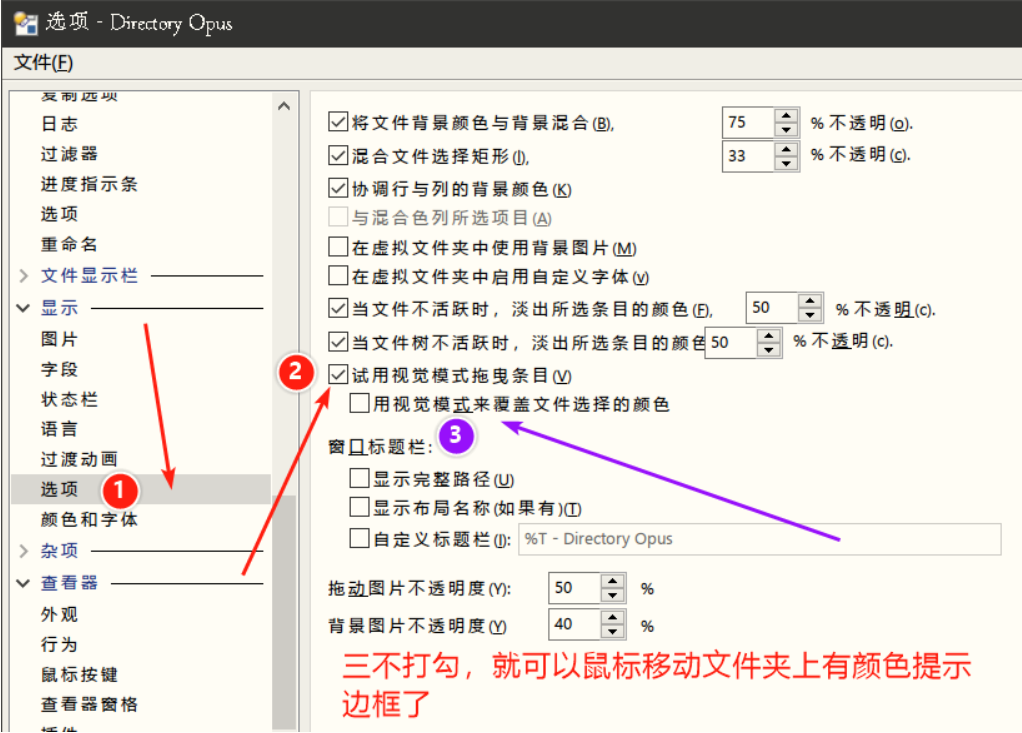 选项 - Directory Opus
文件(F)
复制选项
日志
过滤器
进度指示条
选项
重命名
文件显示栏
显示
图片
字段
状态栏
语言
过渡动画
选项
1
颜色和字体
杂项
查看器
外观
行为
鼠标按键
查看器窗格
插件
将文件背景颜色与背景混合(B), 75 % 不透明(o).
混合文件选择矩形(I), 33 % 不透明(c).
协调行与列的背景颜色(K)
与混合色列所选项目(A)
在虚拟文件夹中使用背景图片(M)
在虚拟文件夹中启用自定义字体(v)
当文件不活跃时，淡出所选条目的颜色(F), 50 % 不透明(c).
当文件树不活跃时，淡出所选条目的颜色 50 % 不透明(c).
2
试用视觉模式拖曳条目(V)
用视觉模式来覆盖文件选择的颜色
3
窗口标题栏:
显示完整路径(U)
显示布局名称(如果有)(T)
自定义标题栏(I): %T - Directory Opus
拖动图片不透明度(Y): 50 %
背景图片不透明度(Y) 40 %
三不打勾，就可以鼠标移动文件夹上有颜色提示
边框了